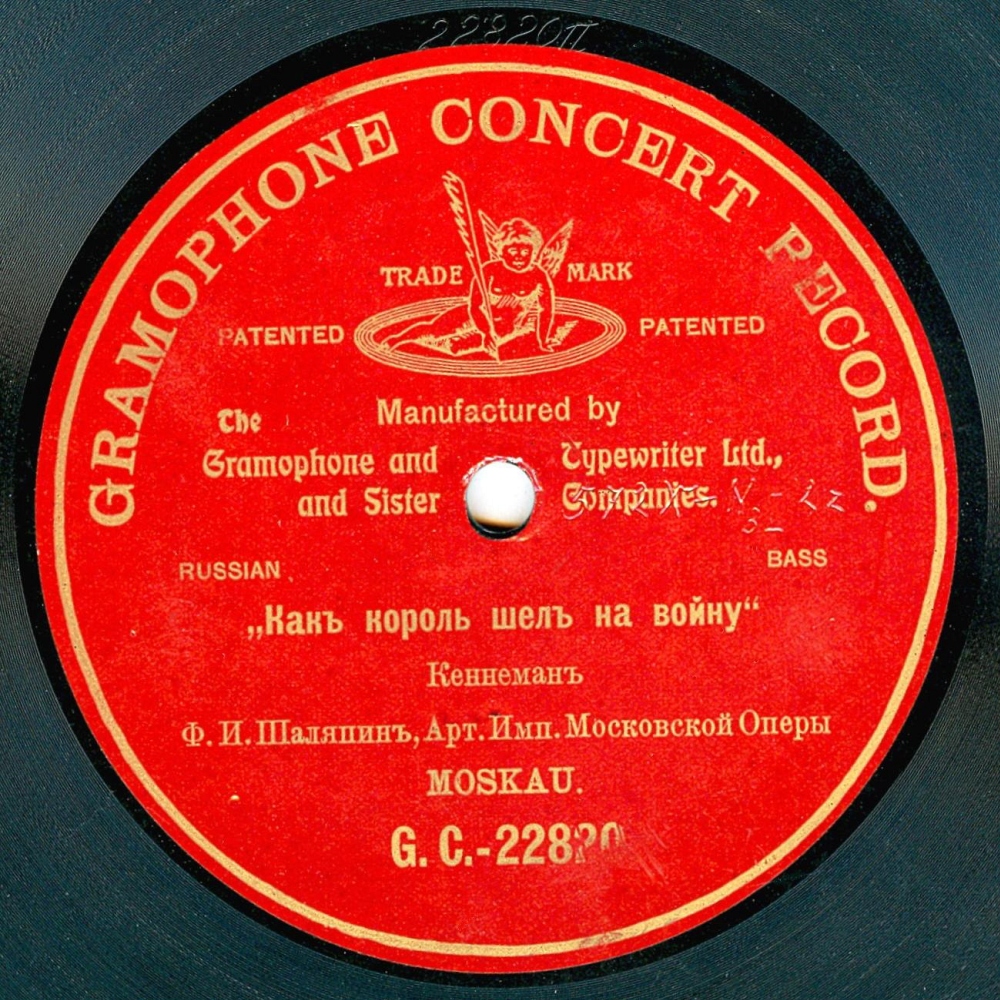 22820π
GRAMOPHONE CONCERT RECORD.
TRADE MARK
PATENTED PATENTED
Manufactured by
The
Gramophone and Typewriter Ltd.,
and Sister Companies.
RUSSIAN BASS
„Какъ король шелъ на войну“
Кеннеманъ
Ф. И. Шаляпинъ, Арт. Имп. Московской Оперы
MOSKAU.
G. C.-22820